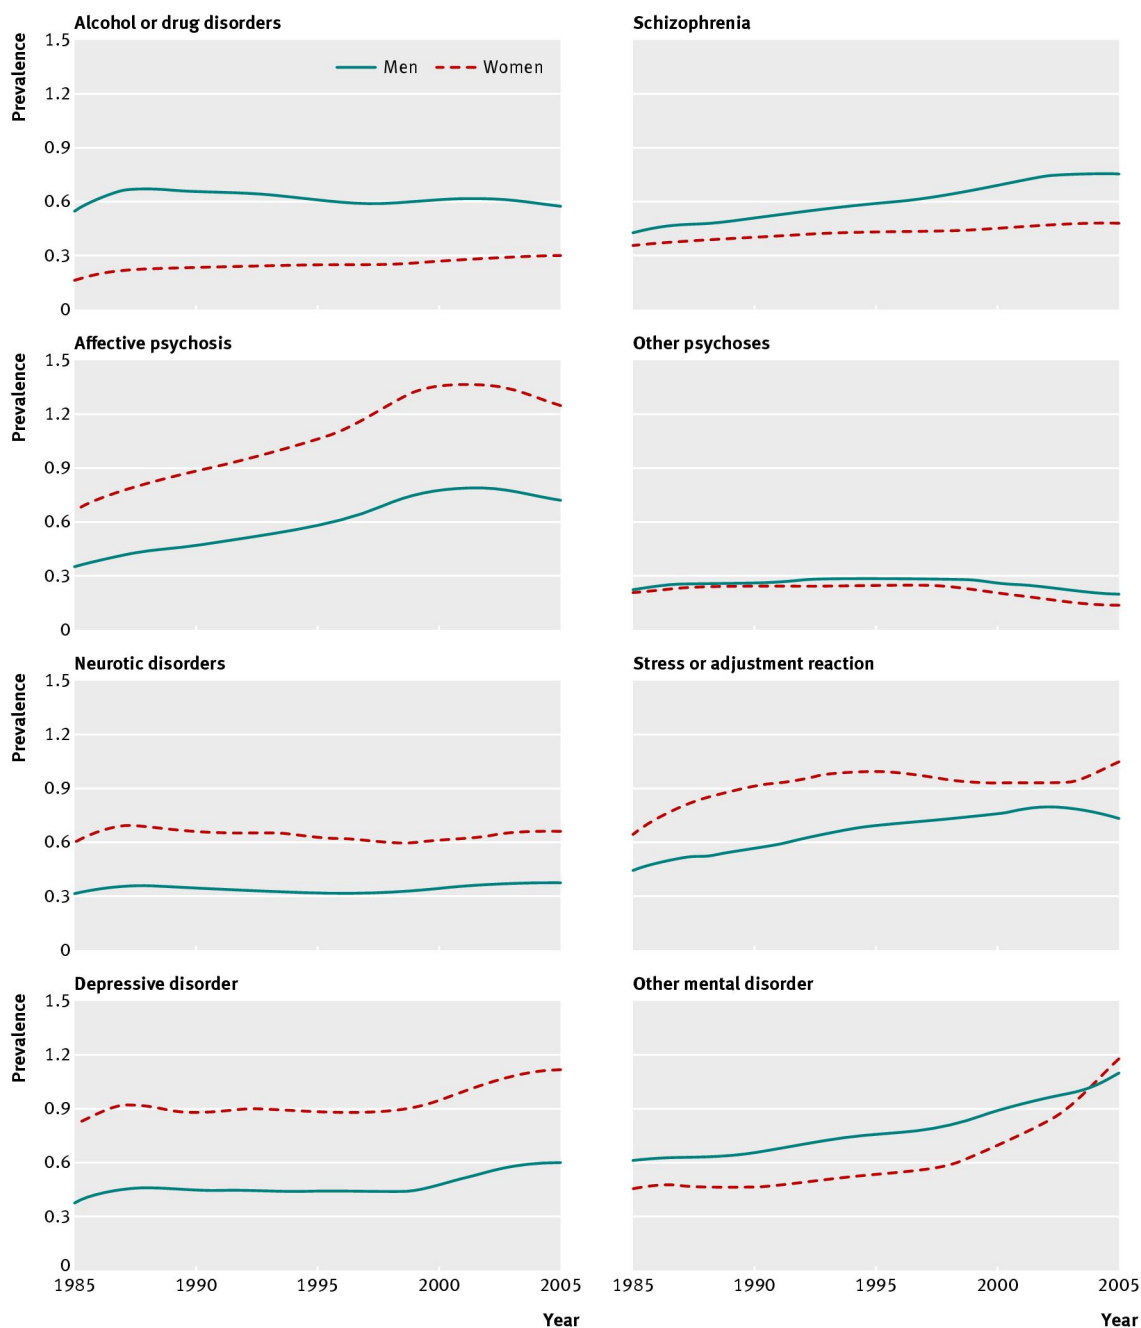 Alcohol or drug disorders
Schizophrenia
Prevalence
1.5
1.2
0.9
0.6
0.3
0
Men
Women
Affective psychosis
Other psychoses
Prevalence
1.5
1.2
0.9
0.6
0.3
0
Neurotic disorders
Stress or adjustment reaction
Prevalence
1.5
1.2
0.9
0.6
0.3
0
Depressive disorder
Other mental disorder
Prevalence
1.5
1.2
0.9
0.6
0.3
0
1985 1990 1995 2000 2005
1985 1990 1995 2000 2005
Year
Year